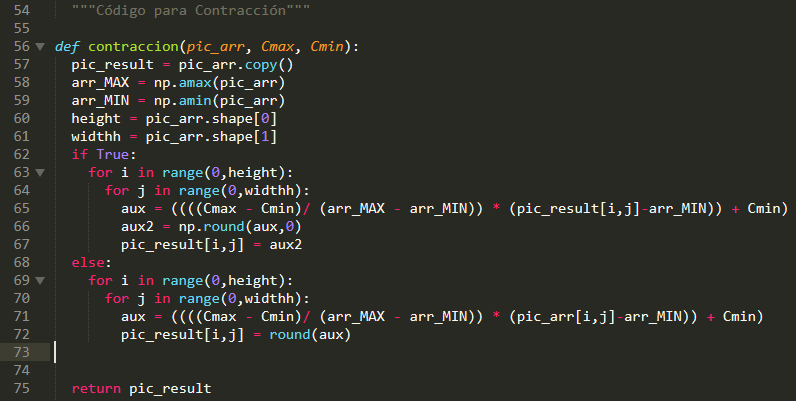 54 """Código para Contracción"""
55
56 def contraccion(pic_arr, Cmax, Cmin):
57 pic_result = pic_arr.copy()
58 arr_MAX = np.amax(pic_arr)
59 arr_MIN = np.amin(pic_arr)
60 height = pic_arr.shape[0]
61 widthh = pic_arr.shape[1]
62 if True:
63 for i in range(0,height):
64 for j in range(0,widthh):
65 aux = ((((Cmax - Cmin)/ (arr_MAX - arr_MIN)) * (pic_result[i,j]-arr_MIN)) + Cmin)
66 aux2 = np.round(aux,0)
67 pic_result[i,j] = aux2
68 else:
69 for i in range(0,height):
70 for j in range(0,widthh):
71 aux = ((((Cmax - Cmin)/ (arr_MAX - arr_MIN)) * (pic_arr[i,j]-arr_MIN)) + Cmin)
72 pic_result[i,j] = round(aux)
73
74
75 return pic_result